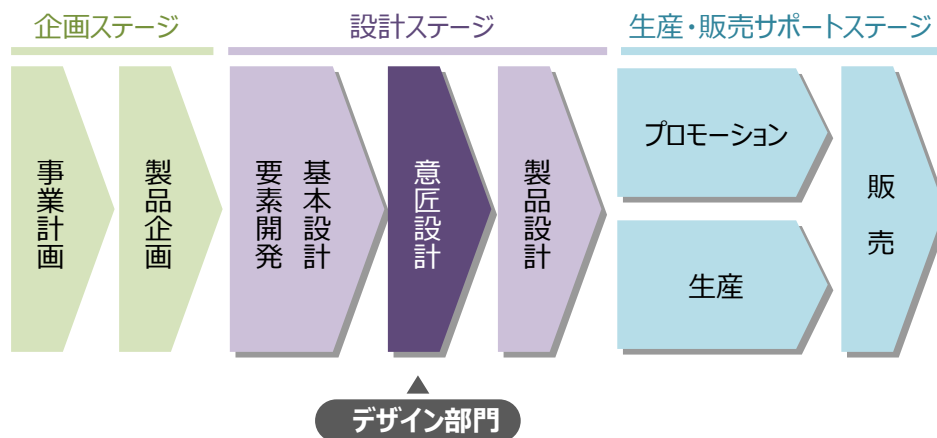 企画ステージ
設計ステージ
生産・販売サポートステージ
事業計画
製品企画
基本設計
要素開発
意匠設計
製品設計
プロモーション
生産
販売
デザイン部門